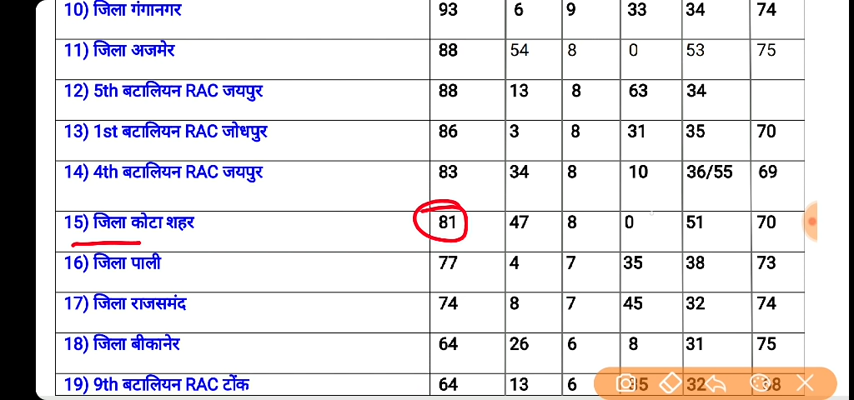 10) जिला गंगानगर 93 6 9 33 34 74
11) जिला अजमेर 88 54 8 0 53 75
12) 5th बटालियन RAC जयपुर 88 13 8 63 34
13) 1st बटालियन RAC जोधपुर 86 3 8 31 35 70
14) 4th बटालियन RAC जयपुर 83 34 8 10 36/55 69
15) जिला कोटा शहर 81 47 8 0 51 70
16) जिला पाली 77 4 7 35 38 73
17) जिला राजसमंद 74 8 7 45 32 74
18) जिला बीकानेर 64 26 6 8 31 75
19) 9th बटालियन RAC टोंक 64 13 6 32